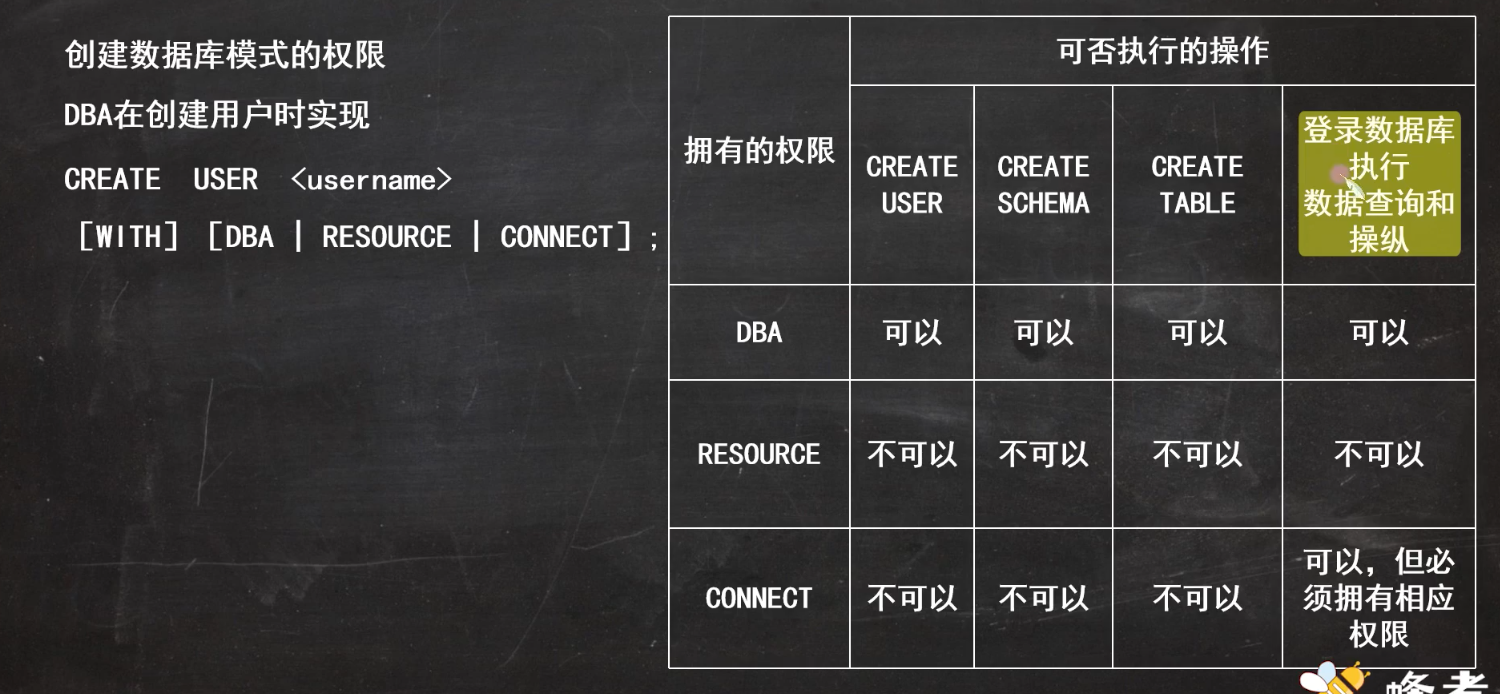 创建数据库模式的权限
DBA在创建用户时实现
CREATE USER <username>
[WITH] [DBA | RESOURCE | CONNECT] ;
可否执行的操作
拥有的权限
CREATE
USER
CREATE
SCHEMA
CREATE
TABLE
登录数据库
执行
数据查询和
操纵
DBA 可以 可以 可以 可以
RESOURCE 不可以 不可以 不可以 不可以
CONNECT 不可以 不可以 不可以
可以，但必
须拥有相应
权限